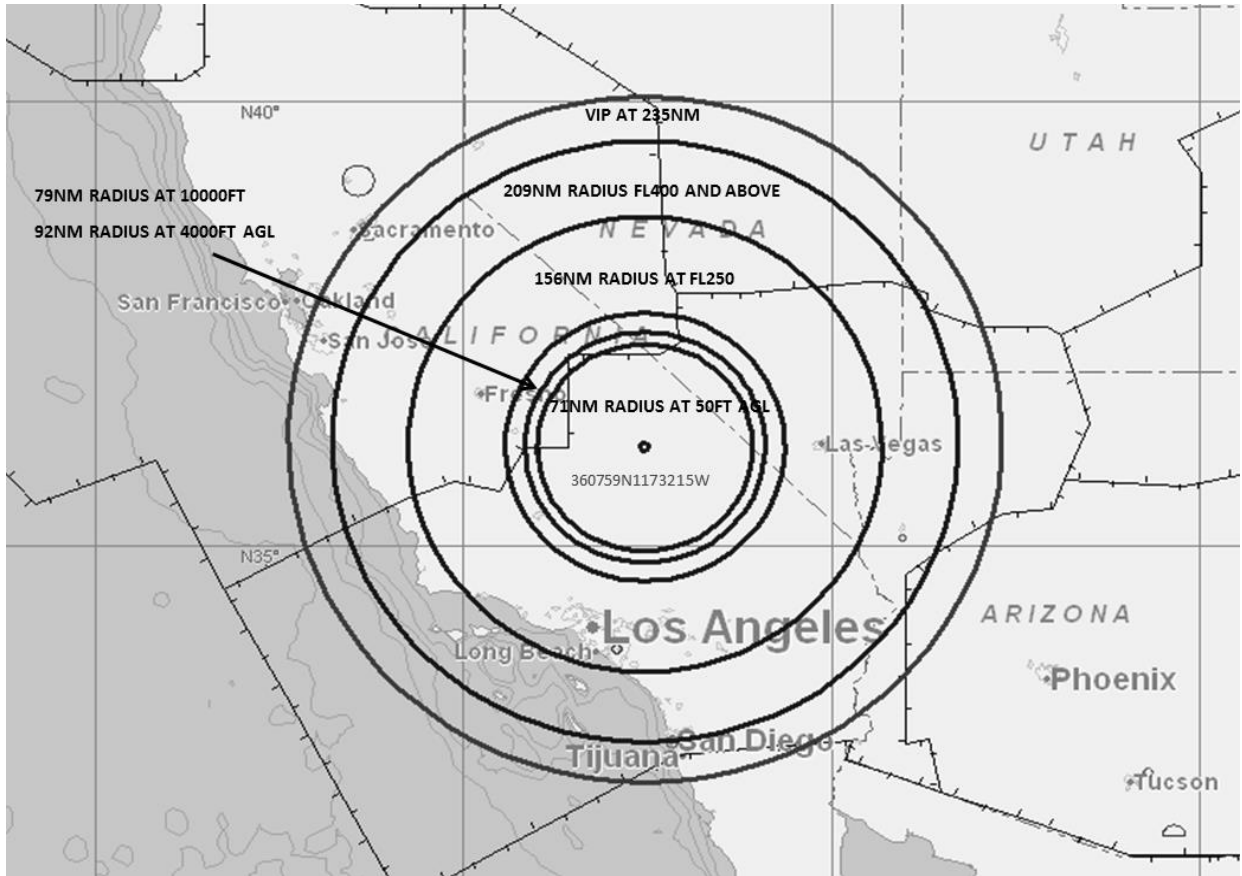 VIP AT 235NM
N40°
UTAH
79NM RADIUS AT 10000FT
209NM RADIUS FL400 AND ABOVE
92NM RADIUS AT 4000FT AGL
Sacramento
NEVADA
156NM RADIUS AT FL250
San Francisco
Oakland
San Jose
CALIFORNIA
Fresno
71NM RADIUS AT 50FT AGL
Las Vegas
360759N1173215W
N35°
ARIZONA
Los Angeles
Long Beach
Phoenix
San Diego
Tijuana
Tucson